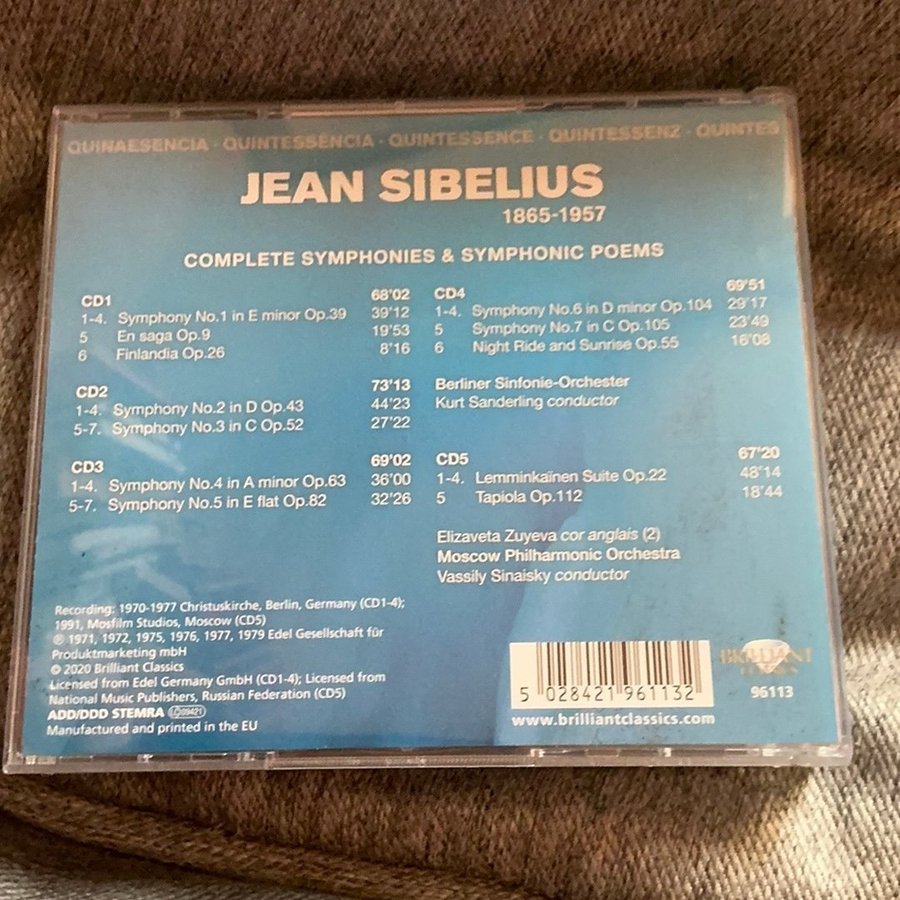 QUINAESENCIA · QUINTESSÈNCIA · QUINTESSENCE · QUINTESSENZ · QUINTES
JEAN SIBELIUS
1865-1957
COMPLETE SYMPHONIES & SYMPHONIC POEMS
CD1 68'02
1-4. Symphony No.1 in E minor Op.39 39'12
5 En saga Op.9 19'53
6 Finlandia Op.26 8'16
CD2 73'13
1-4. Symphony No.2 in D Op.43 44'23
5-7. Symphony No.3 in C Op.52 27'22
CD3 69'02
1-4. Symphony No.4 in A minor Op.63 36'00
5-7. Symphony No.5 in E flat Op.82 32'26
CD4 69'51
1-4. Symphony No.6 in D minor Op.104 29'17
5 Symphony No.7 in C Op.105 23'49
6 Night Ride and Sunrise Op.55 16'08
Berliner Sinfonie-Orchester
Kurt Sanderling conductor
CD5 67'20
1-4. Lemminkaïnen Suite Op.22 48'14
5 Tapiola Op.112 18'44
Elizaveta Zuyeva cor anglais (2)
Moscow Philharmonic Orchestra
Vassily Sinaisky conductor
Recording: 1970-1977 Christuskirche, Berlin, Germany (CD1-4);
1991, Mosfilm Studios, Moscow (CD5)
℗ 1971, 1972, 1975, 1976, 1977, 1979 Edel Gesellschaft für
Produktmarketing mbH
© 2020 Brilliant Classics
Licensed from Edel Germany GmbH (CD1-4); Licensed from
National Music Publishers, Russian Federation (CD5)
ADD/DDD STEMRA LC09421
Manufactured and printed in the EU
5 028421 961132
www.brilliantclassics.com
BRILLIANT
CLASSICS
96113